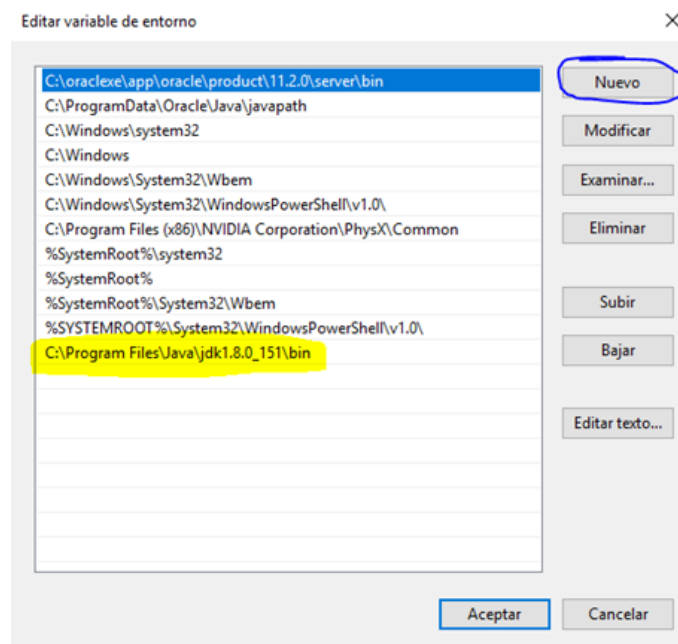 Editar variable de entorno
C:\oraclexe\app\oracle\product\11.2.0\server\bin
C:\ProgramData\Oracle\Java\javapath
C:\Windows\system32
C:\Windows
C:\Windows\System32\Wbem
C:\Windows\System32\WindowsPowerShell\v1.0\
C:\Program Files (x86)\NVIDIA Corporation\PhysX\Common
%SystemRoot%\system32
%SystemRoot%
%SystemRoot%\System32\Wbem
%SYSTEMROOT%\System32\WindowsPowerShell\v1.0\
C:\Program Files\Java\jdk1.8.0_151\bin
Nuevo
Modificar
Examinar...
Eliminar
Subir
Bajar
Editar texto...
Aceptar
Cancelar